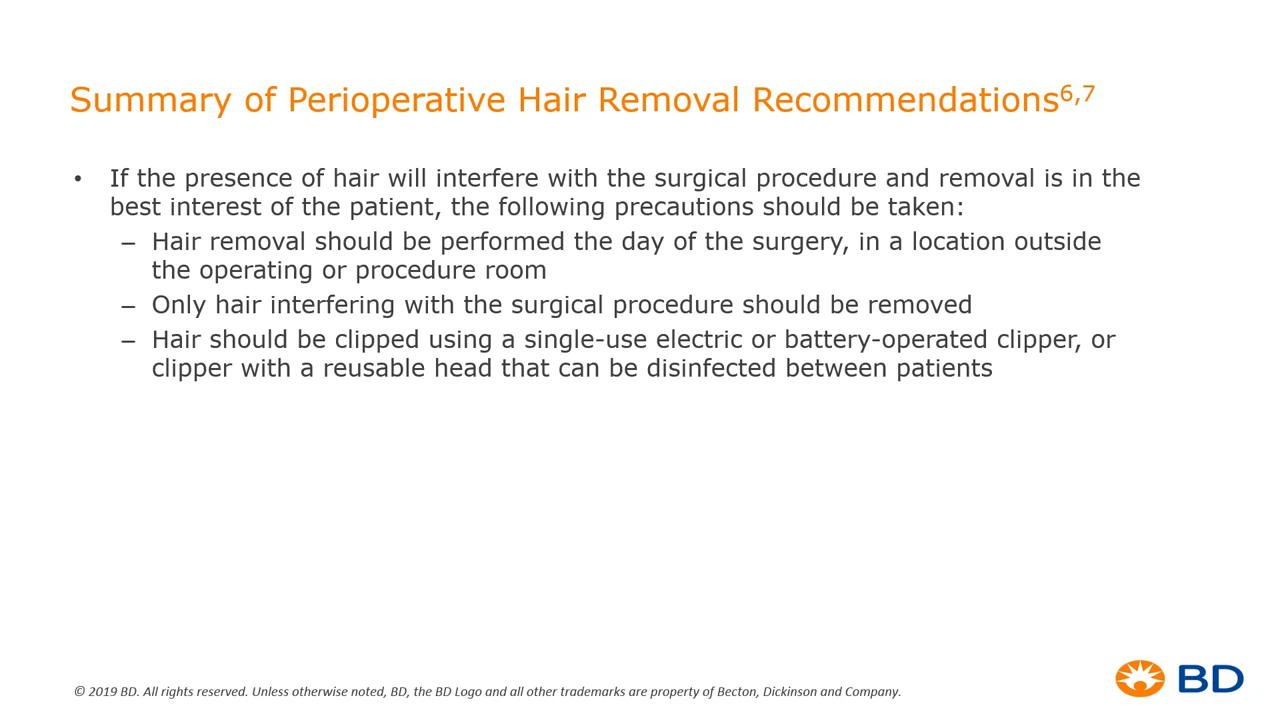 Summary of Perioperative Hair Removal Recommendations6,7
• If the presence of hair will interfere with the surgical procedure and removal is in the
best interest of the patient, the following precautions should be taken:
– Hair removal should be performed the day of the surgery, in a location outside
the operating or procedure room
– Only hair interfering with the surgical procedure should be removed
– Hair should be clipped using a single-use electric or battery-operated clipper, or
clipper with a reusable head that can be disinfected between patients
© 2019 BD. All rights reserved. Unless otherwise noted, BD, the BD Logo and all other trademarks are property of Becton, Dickinson and Company.
BD